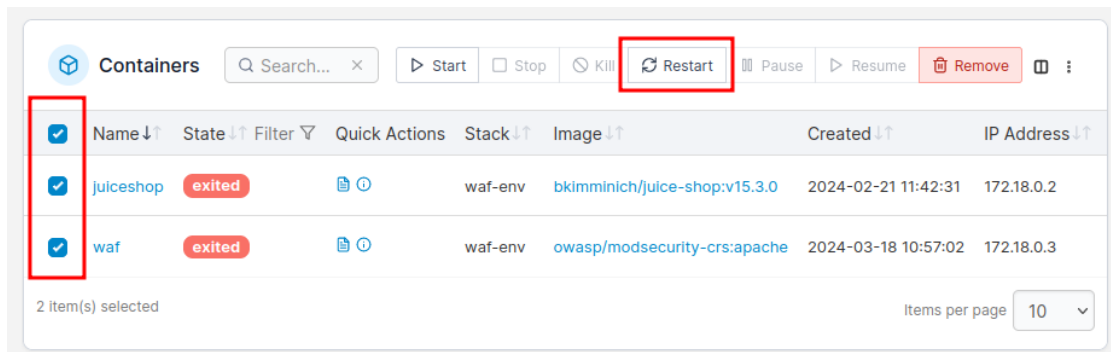 Containers Search... × Start Stop Kill Restart Pause Resume Remove
Name State Filter Quick Actions Stack Image Created IP Address
juiceshop exited waf-env bkimminich/juice-shop:v15.3.0 2024-02-21 11:42:31 172.18.0.2
waf exited waf-env owasp/modsecurity-crs:apache 2024-03-18 10:57:02 172.18.0.3
2 item(s) selected
Items per page 10